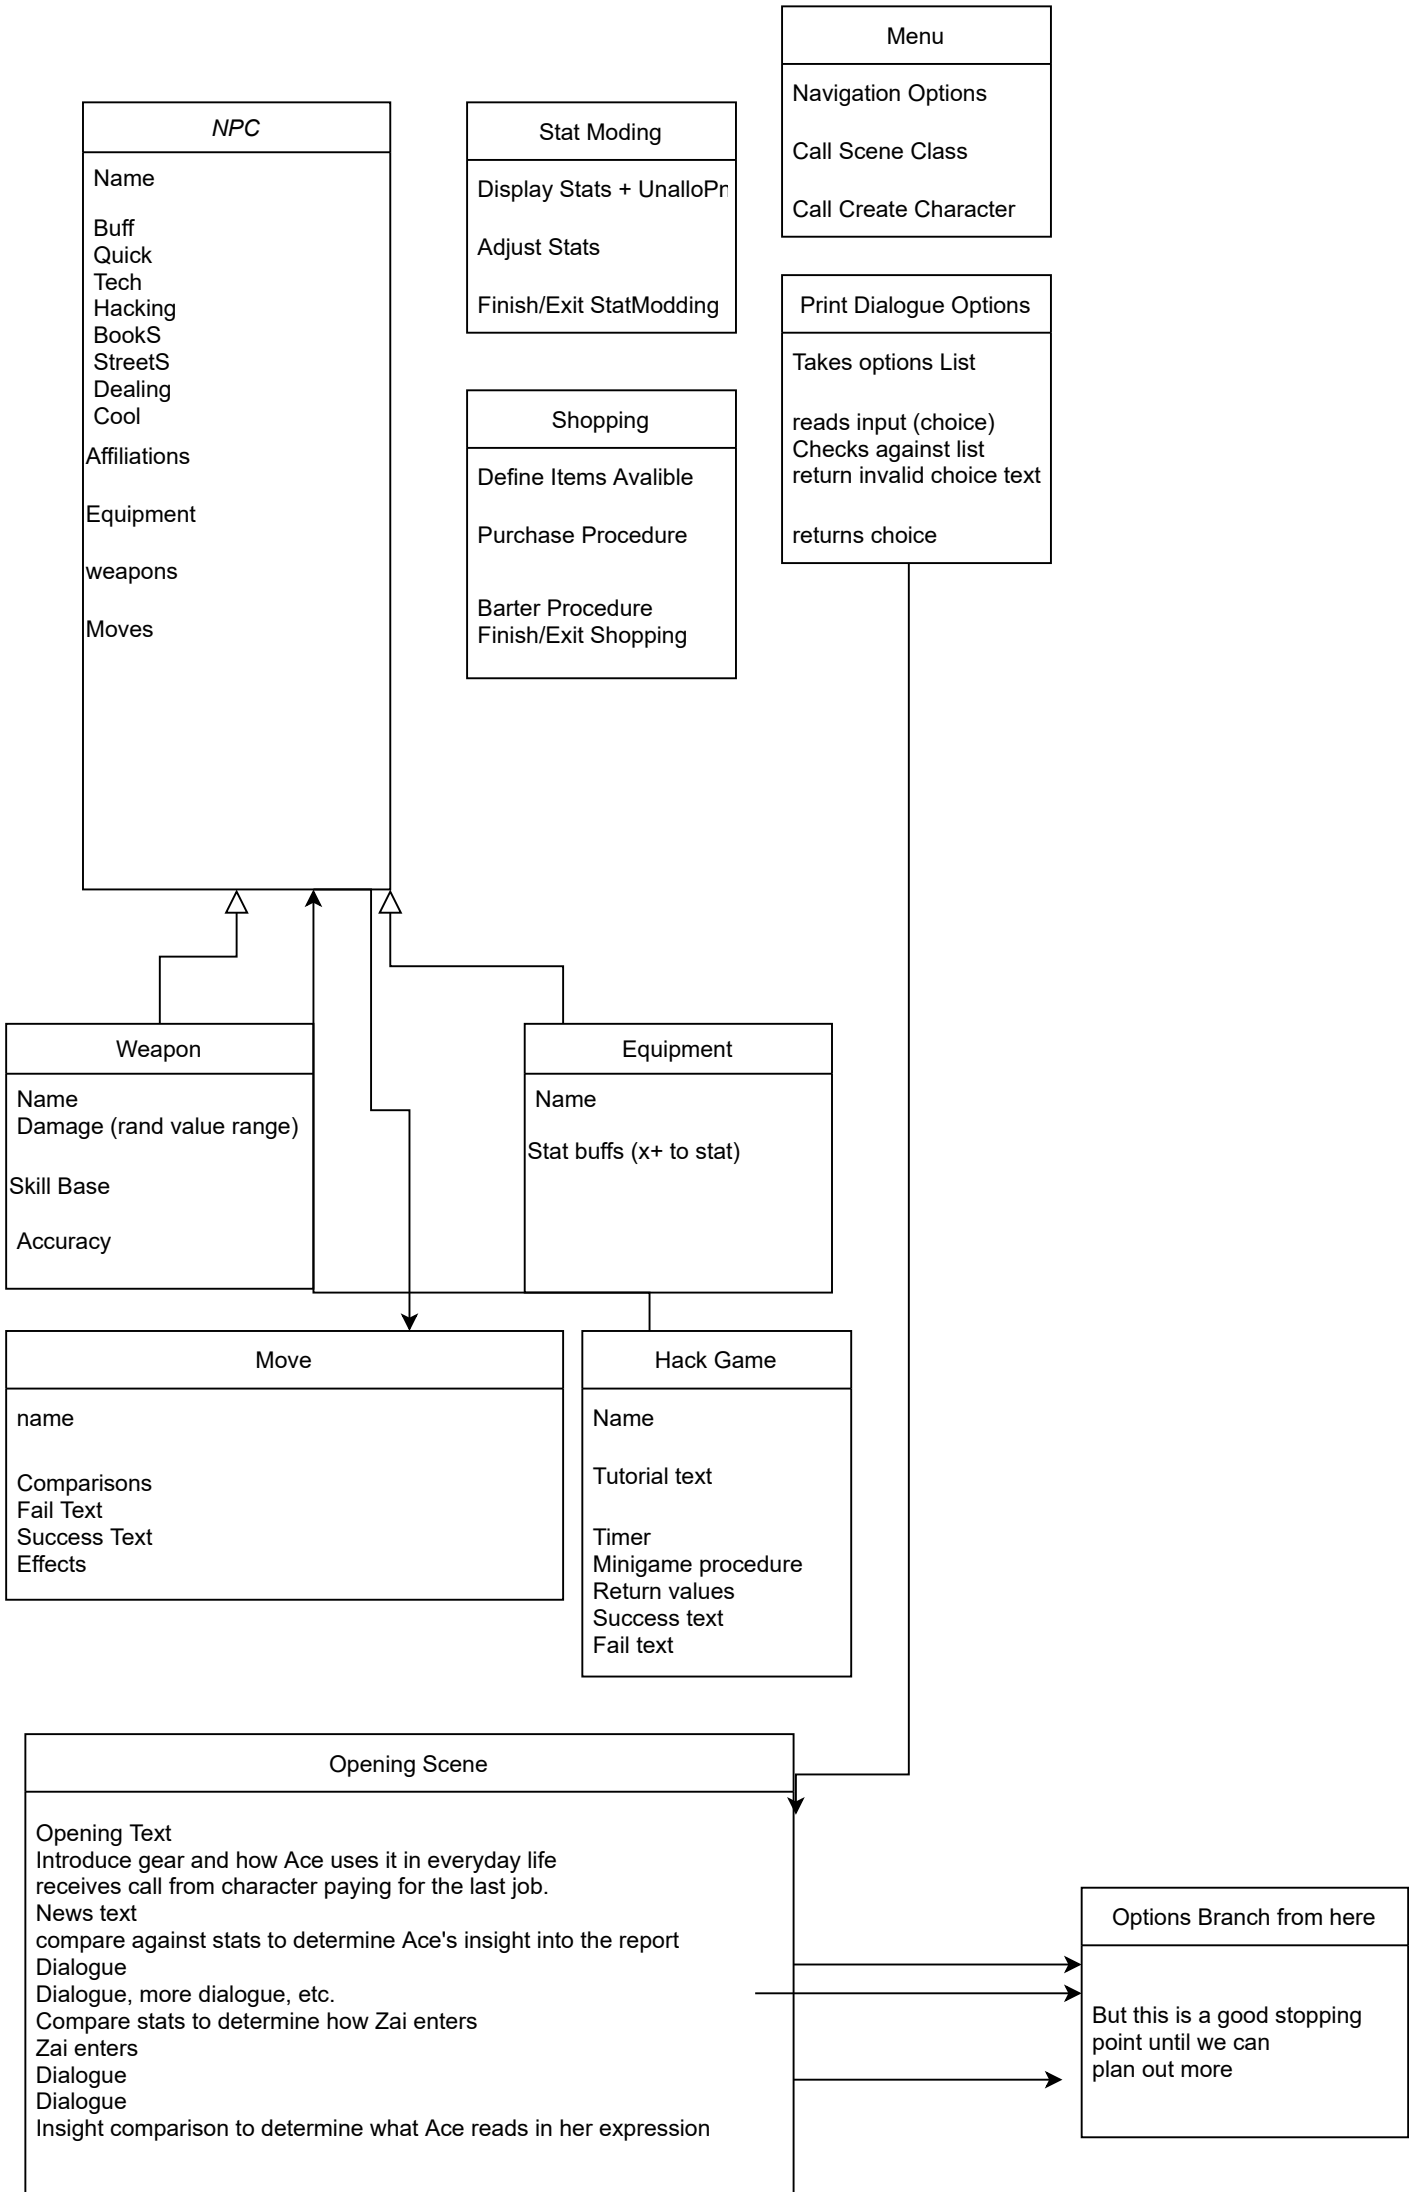 Menu
Navigation Options
Call Scene Class
Call Create Character
NPC
Name
Buff
Quick
Tech
Hacking
BookS
StreetS
Dealing
Cool
Affiliations
Equipment
weapons
Moves
Stat Moding
Display Stats + UnalloPn
Adjust Stats
Finish/Exit StatModding
Print Dialogue Options
Takes options List
reads input (choice)
Checks against list
return invalid choice text
returns choice
Shopping
Define Items Avalible
Purchase Procedure
Barter Procedure
Finish/Exit Shopping
Weapon
Name
Damage (rand value range)
Skill Base
Accuracy
Equipment
Name
Stat buffs (x+ to stat)
Move
name
Comparisons
Fail Text
Success Text
Effects
Hack Game
Name
Tutorial text
Timer
Minigame procedure
Return values
Success text
Fail text
Opening Scene
Opening Text
Introduce gear and how Ace uses it in everyday life
receives call from character paying for the last job.
News text
compare against stats to determine Ace's insight into the report
Dialogue
Dialogue, more dialogue, etc.
Compare stats to determine how Zai enters
Zai enters
Dialogue
Dialogue
Insight comparison to determine what Ace reads in her expression
Options Branch from here
But this is a good stopping
point until we can
plan out more